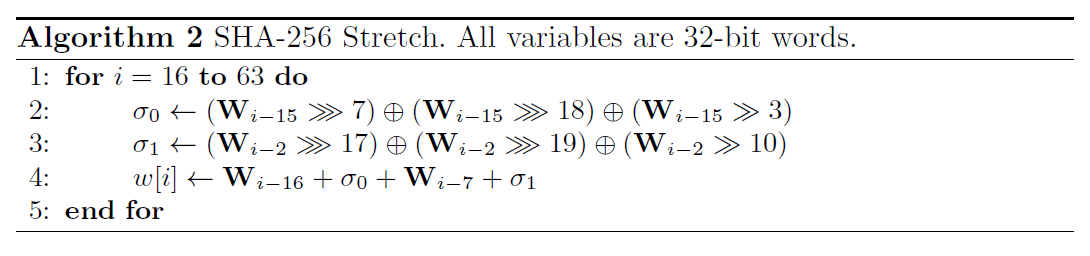 Algorithm 2 SHA-256 Stretch. All variables are 32-bit words.
1: for i = 16 to 63 do
2: σ₀ ← (Wᵢ₋₁₅ ⋙ 7) ⊕ (Wᵢ₋₁₅ ⋙ 18) ⊕ (Wᵢ₋₁₅ ≫ 3)
3: σ₁ ← (Wᵢ₋₂ ⋙ 17) ⊕ (Wᵢ₋₂ ⋙ 19) ⊕ (Wᵢ₋₂ ≫ 10)
4: w[i] ← Wᵢ₋₁₆ + σ₀ + Wᵢ₋₇ + σ₁
5: end for